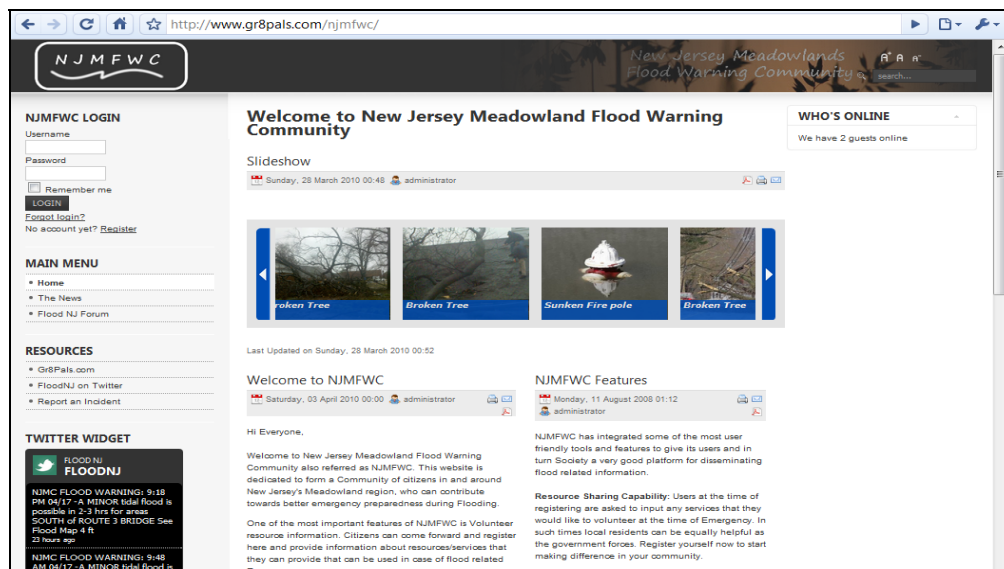 http://www.gr8pals.com/njmfwc/
NJMFWC
New Jersey Meadowlands
Flood Warning Community
A+ A A-
search...
NJMFWC LOGIN
Username
Password
Remember me
LOGIN
Forgot login?
No account yet? Register
MAIN MENU
Home
The News
Flood NJ Forum
RESOURCES
Gr8Pals.com
FloodNJ on Twitter
Report an Incident
TWITTER WIDGET
FLOOD NJ
FLOODNJ
NJMC FLOOD WARNING: 9:18
PM 04/17 -A MINOR tidal flood is
possible in 2-3 hrs for areas
SOUTH of ROUTE 3 BRIDGE See
Flood Map 4 ft
23 hours ago
NJMC FLOOD WARNING: 9:48
AM 04/17 -A MINOR tidal flood is
Welcome to New Jersey Meadowland Flood Warning
Community
Slideshow
Sunday, 28 March 2010 00:48 administrator
roken Tree
Broken Tree
Sunken Fire pole
Broken Tree
Last Updated on Sunday, 28 March 2010 00:52
Welcome to NJMFWC
Saturday, 03 April 2010 00:00 administrator
Hi Everyone,
Welcome to New Jersey Meadowland Flood Warning
Community also referred as NJMFWC. This website is
dedicated to form a Community of citizens in and around
New Jersey's Meadowland region, who can contribute
towards better emergency preparedness during Flooding.
One of the most important features of NJMFWC is Volunteer
resource information. Citizens can come forward and register
here and provide information about resources/services that
they can provide that can be used in case of flood related
NJMFWC Features
Monday, 11 August 2008 01:12
administrator
NJMFWC has integrated some of the most user
friendly tools and features to give its users and in
turn Society a very good platform for disseminating
flood related information.
Resource Sharing Capability: Users at the time of
registering are asked to input any services that they
would like to volunteer at the time of Emergency. In
such times local residents can be equally helpful as
the government forces. Register yourself now to start
making difference in your community.
WHO'S ONLINE
We have 2 guests online